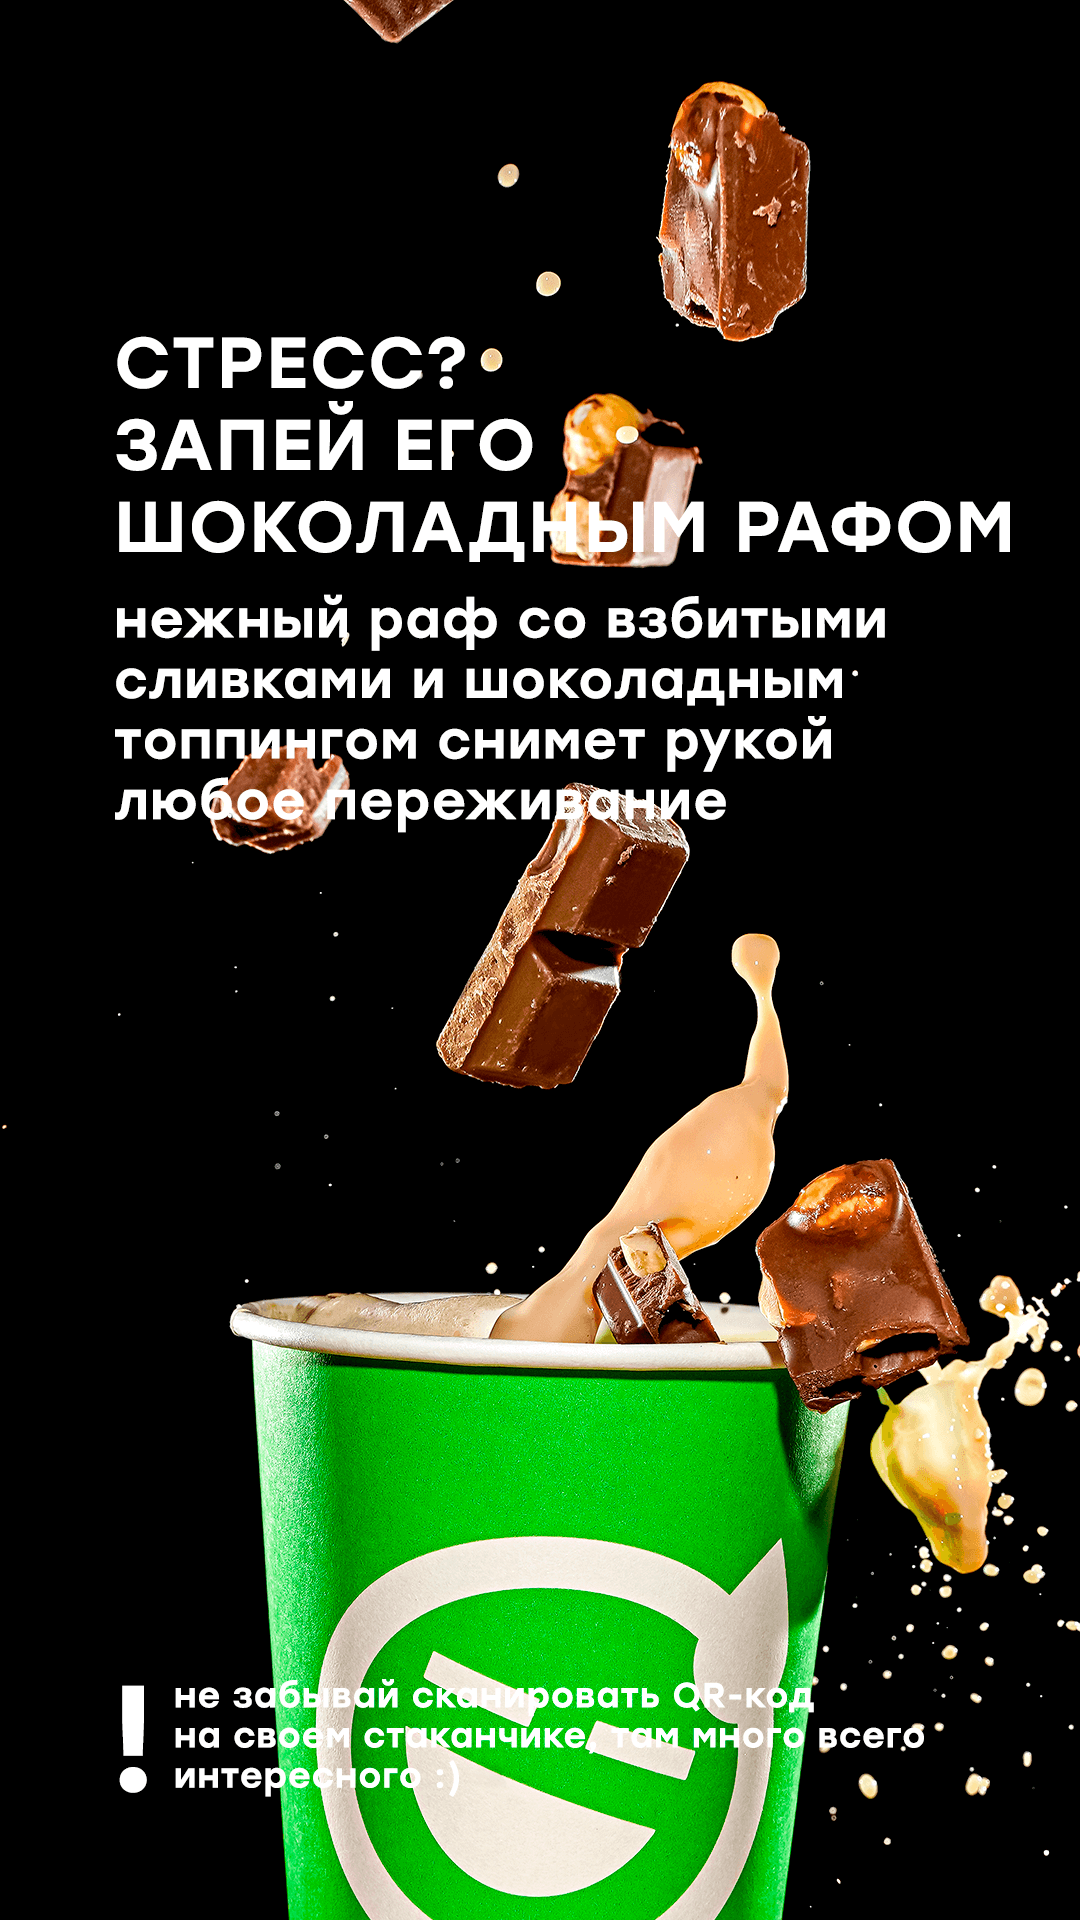 СТРЕСС?
ЗАПЕЙ ЕГО
ШОКОЛАДНЫМ РАФОМ
нежный раф со взбитыми
сливками и шоколадным
топпингом снимет рукой
любое переживание
! не забывай сканировать QR-код
на своем стаканчике, там много всего
интересного :)